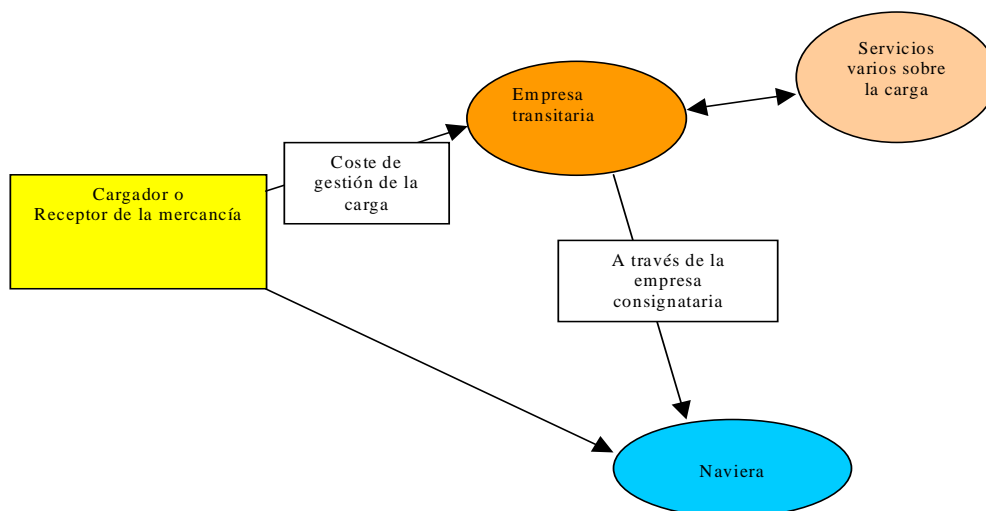 Servicios
varios sobre
la carga
Empresa
transitaria
Coste de
gestión de la
carga
Cargador o
Receptor de la mercancía
A través de la
empresa
consignataria
Naviera